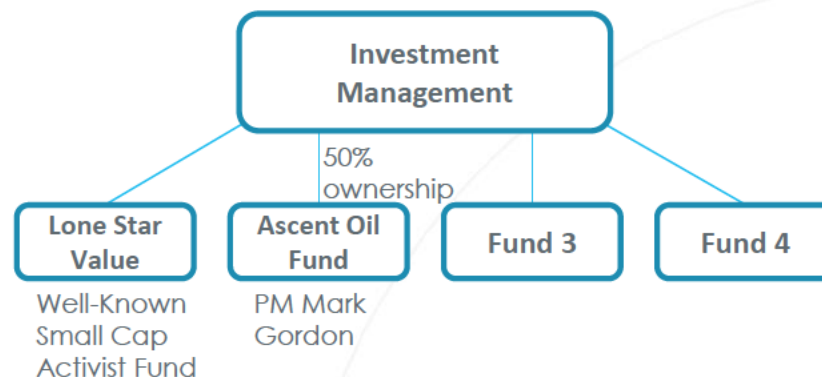 Investment
Management
50%
ownership
Lone Star
Value
Ascent Oil
Fund
Fund 3
Fund 4
Well-Known
Small Cap
Activist Fund
PM Mark
Gordon